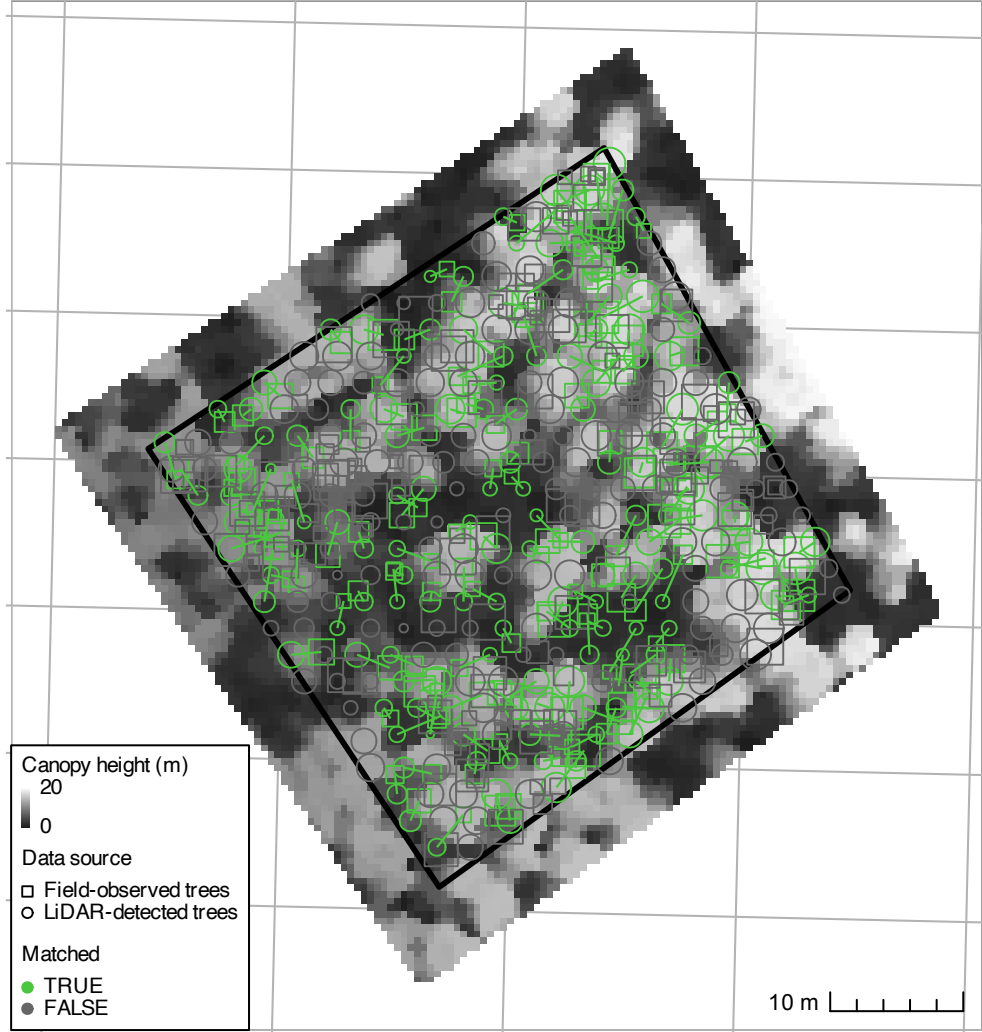 Canopy height (m)
20
0
Data source
Field-observed trees
LiDAR-detected trees
Matched
TRUE
FALSE
10 m